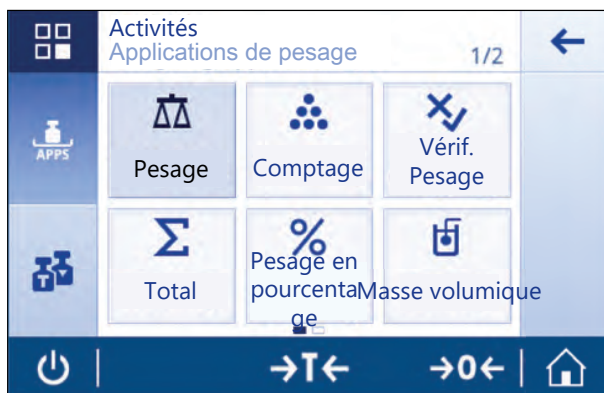 Activités
Applications de pesage
1/2
APPS
Pesage
Comptage
Vérif.
Pesage
Total
Pesage en
pourcenta
ge
Masse volumique
T
→T←
→0←